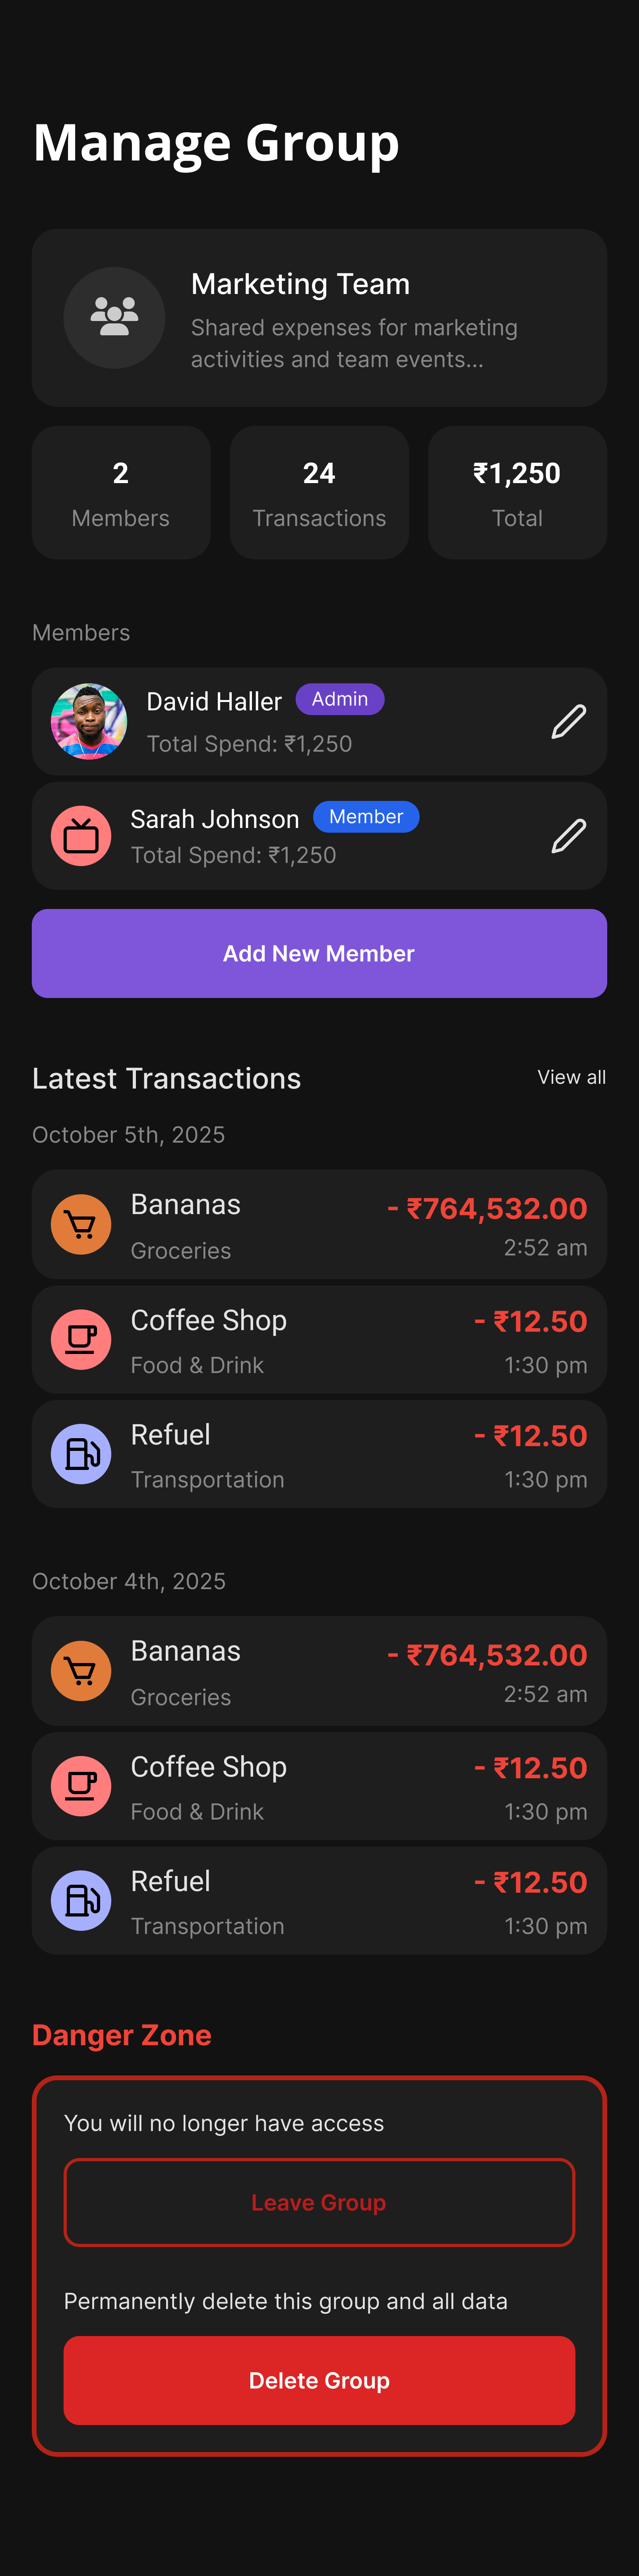 Manage Group
Marketing Team
Shared expenses for marketing
activities and team events...
2
Members
24
Transactions
₹1,250
Total
Members
David Haller Admin
Total Spend: ₹1,250
Sarah Johnson Member
Total Spend: ₹1,250
Add New Member
Latest Transactions View all
October 5th, 2025
Bananas - ₹764,532.00
Groceries 2:52 am
Coffee Shop - ₹12.50
Food & Drink 1:30 pm
Refuel - ₹12.50
Transportation 1:30 pm
October 4th, 2025
Bananas - ₹764,532.00
Groceries 2:52 am
Coffee Shop - ₹12.50
Food & Drink 1:30 pm
Refuel - ₹12.50
Transportation 1:30 pm
Danger Zone
You will no longer have access
Leave Group
Permanently delete this group and all data
Delete Group